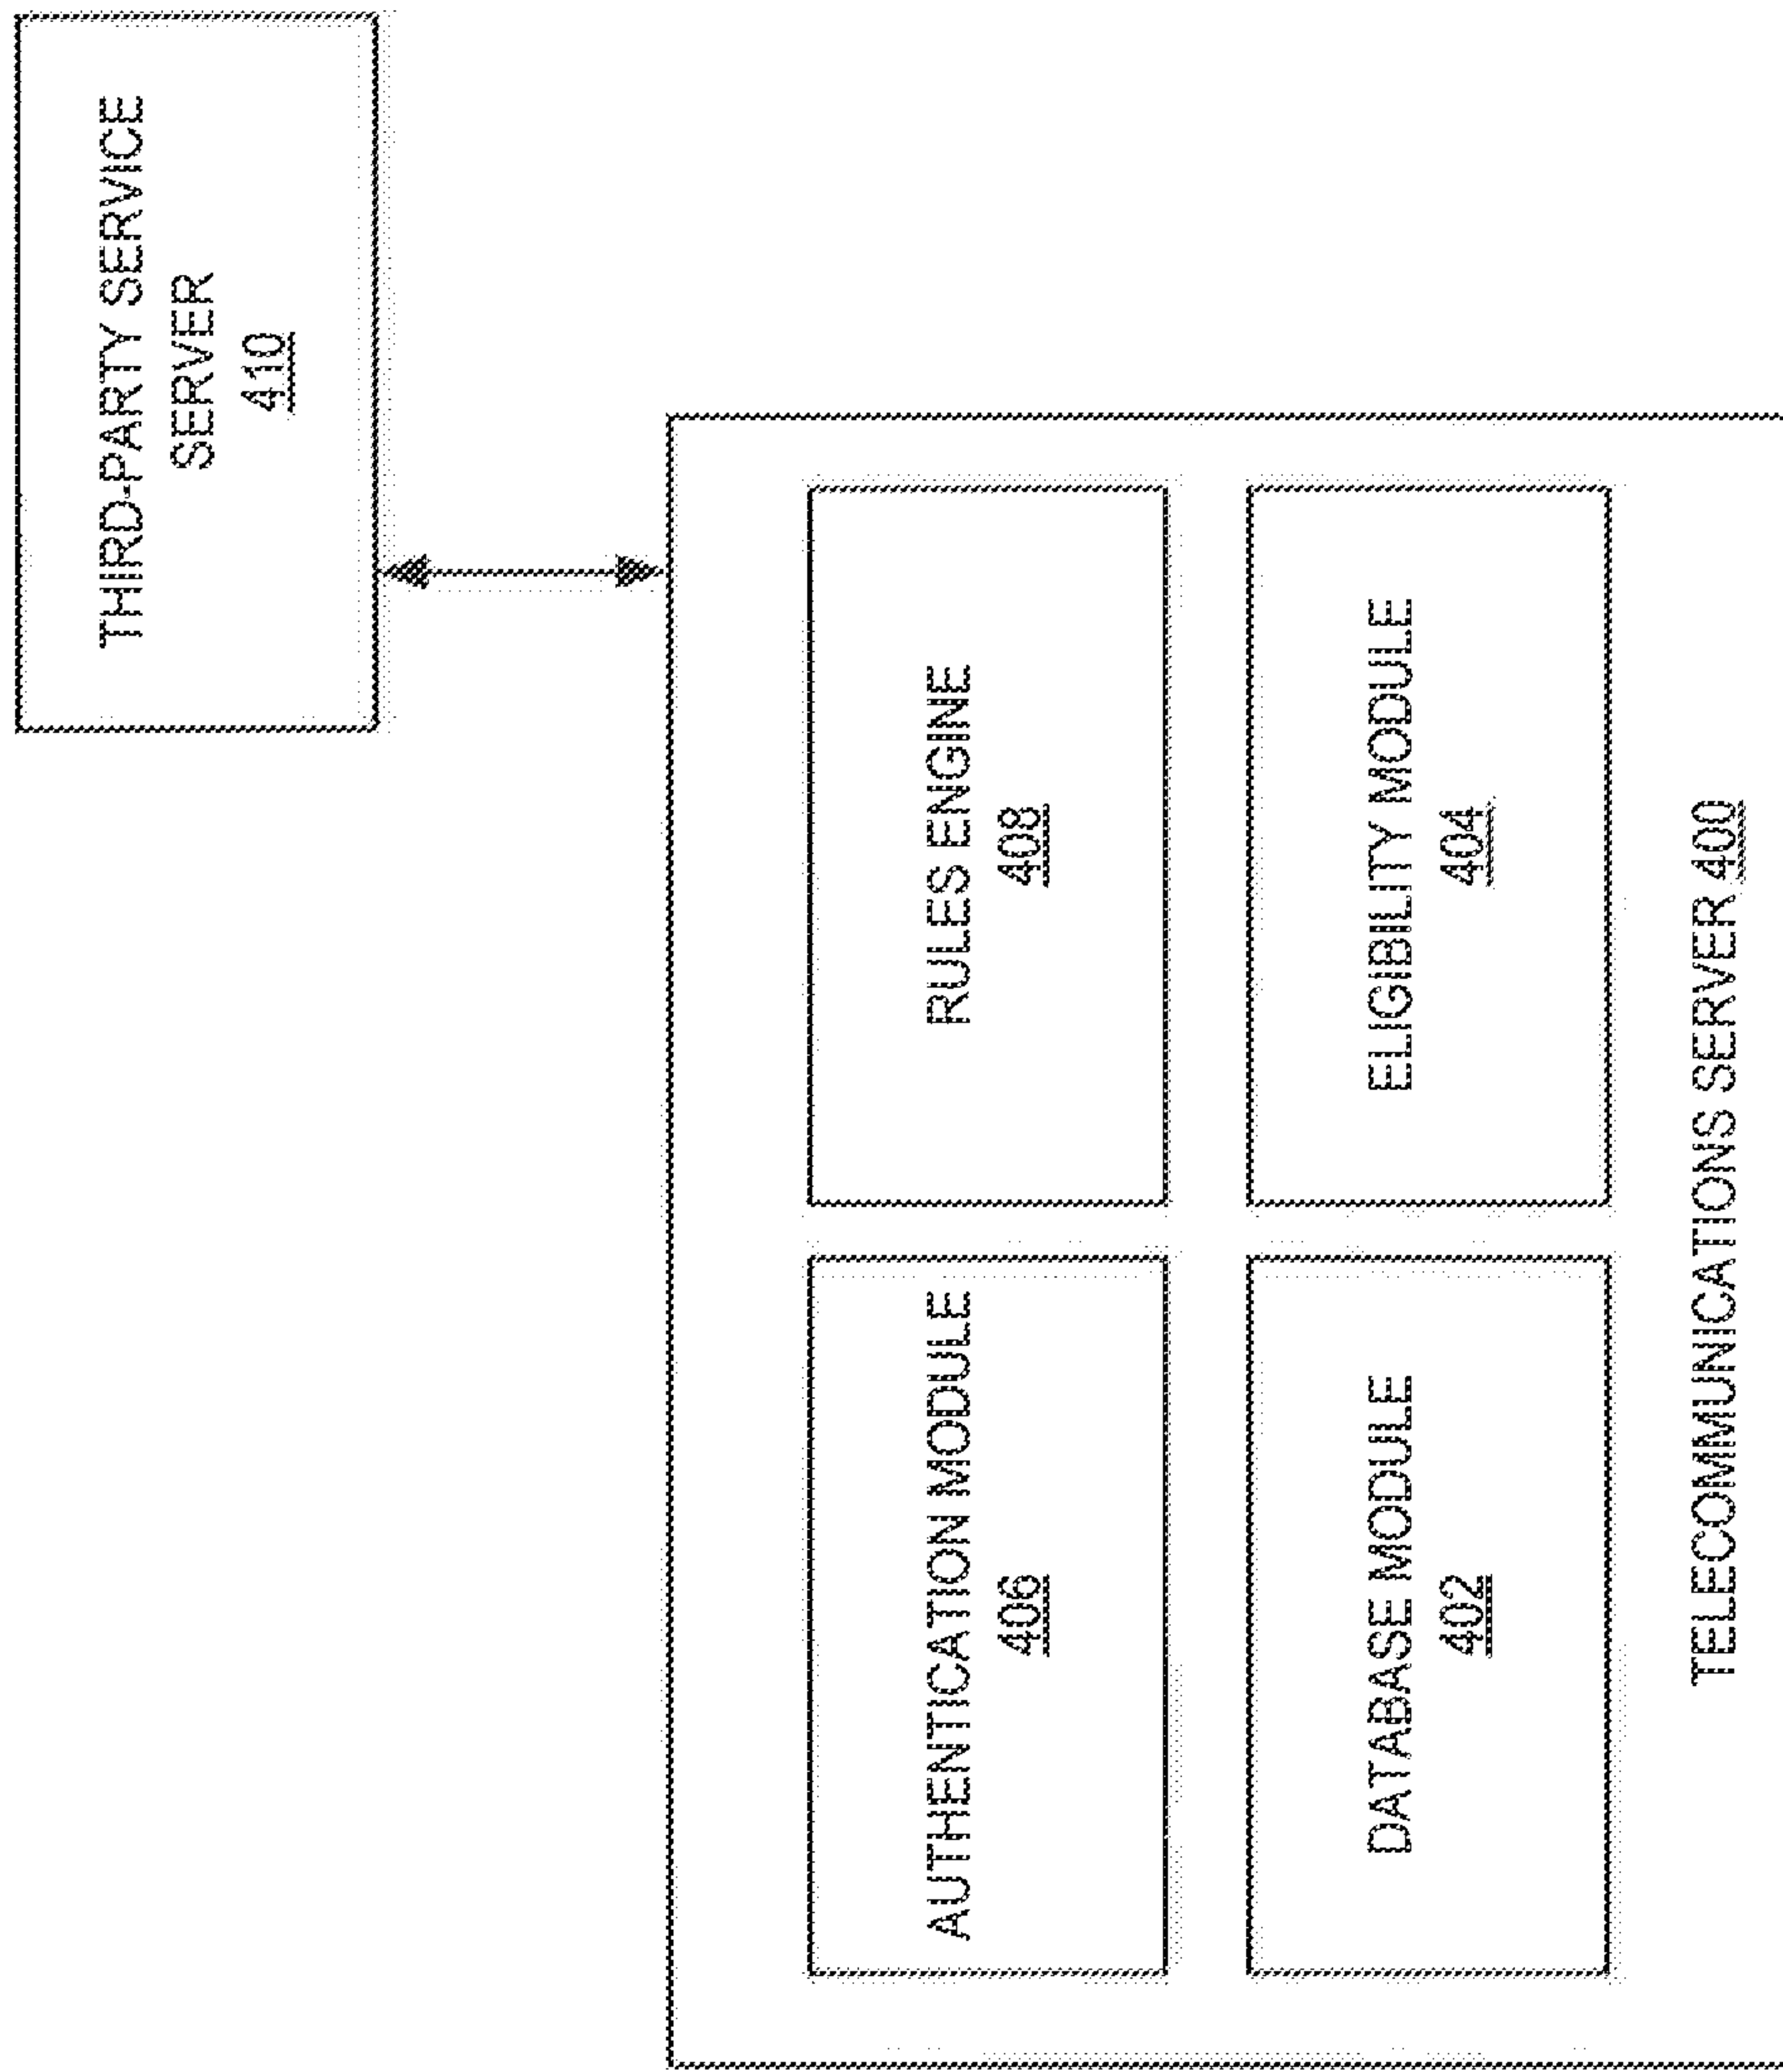 THIRD-PARTY SERVICE
SERVER
410
AUTHENTICATION MODULE
406
RULES ENGINE
408
DATABASE MODULE
402
ELIGIBILITY MODULE
404
TELECOMMUNICATIONS SERVER 400